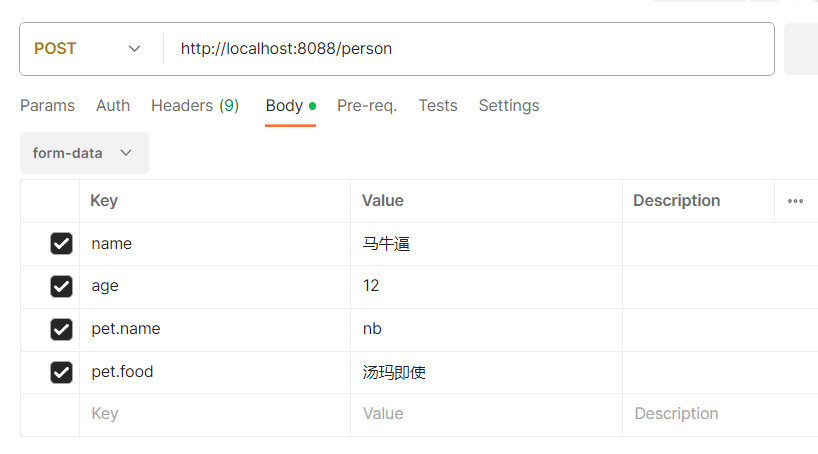 POST http://localhost:8088/person
Params Auth Headers (9) Body Pre-req. Tests Settings
form-data
Key Value Description
name 马牛逼
age 12
pet.name nb
pet.food 汤玛即使
Key Value Description